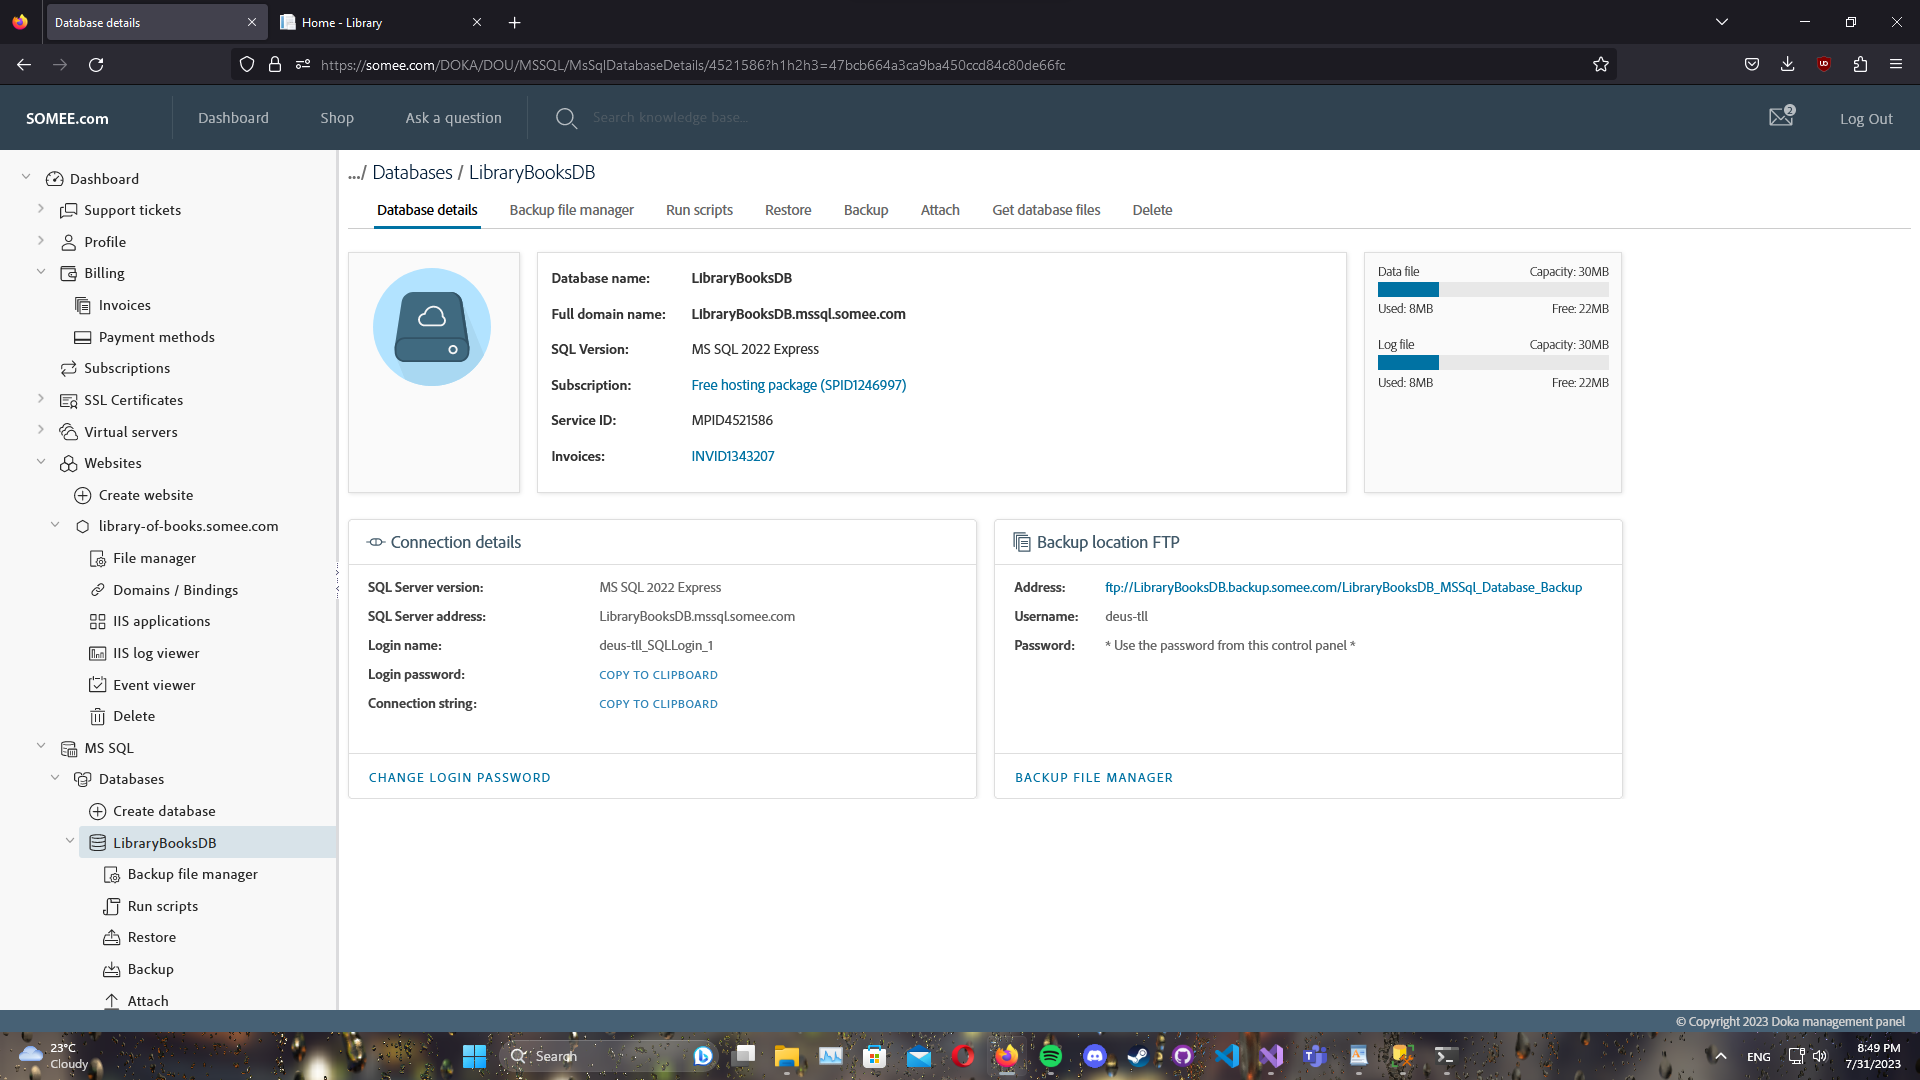 Database details
Home - Library
https://somee.com/DOKA/DOU/MSSQL/MsSqlDatabaseDetails/4521586?h1h2h3=47bcb664a3ca9ba450ccd84c80de66fc
SOMEE.com
Dashboard
Shop
Ask a question
Search knowledge base...
2
Log Out
Dashboard
Support tickets
Profile
Billing
Invoices
Payment methods
Subscriptions
SSL Certificates
Virtual servers
Websites
Create website
library-of-books.somee.com
File manager
Domains / Bindings
IIS applications
IIS log viewer
Event viewer
Delete
MS SQL
Databases
Create database
LibraryBooksDB
Backup file manager
Run scripts
Restore
Backup
Attach
.../ Databases / LibraryBooksDB
Database details
Backup file manager
Run scripts
Restore
Backup
Attach
Get database files
Delete
Database name: LibraryBooksDB
Full domain name: LibraryBooksDB.mssql.somee.com
SQL Version: MS SQL 2022 Express
Subscription: Free hosting package (SPID1246997)
Service ID: MPID4521586
Invoices: INVID1343207
Data file Capacity: 30MB
Used: 8MB Free: 22MB
Log file Capacity: 30MB
Used: 8MB Free: 22MB
Connection details
SQL Server version: MS SQL 2022 Express
SQL Server address: LibraryBooksDB.mssql.somee.com
Login name: deus-tll_SQLLogin_1
Login password: COPY TO CLIPBOARD
Connection string: COPY TO CLIPBOARD
CHANGE LOGIN PASSWORD
Backup location FTP
Address: ftp://LibraryBooksDB.backup.somee.com/LibraryBooksDB_MSSql_Database_Backup
Username: deus-tll
Password: * Use the password from this control panel *
BACKUP FILE MANAGER
© Copyright 2023 Doka management panel
23°C
Cloudy
Search
ENG
8:49 PM
7/31/2023